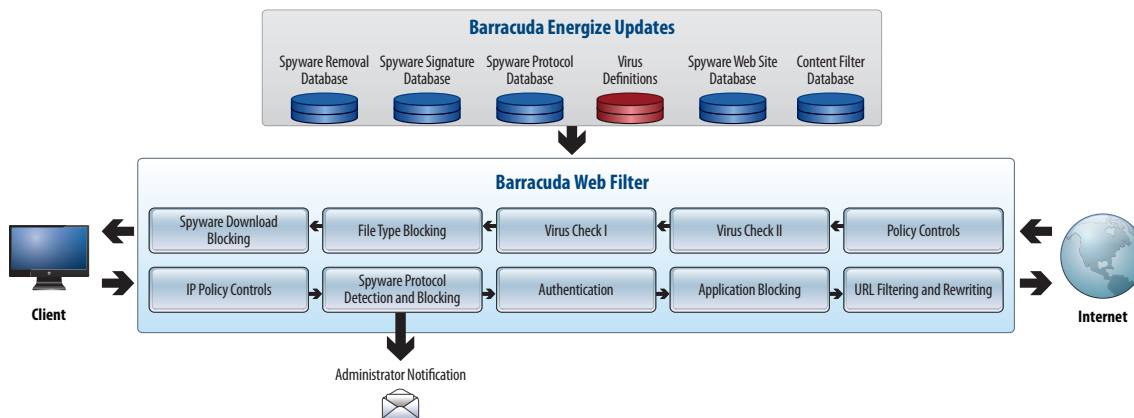 Barracuda Energize Updates
Spyware Removal
Database
Spyware Signature
Database
Spyware Protocol
Database
Virus
Definitions
Spyware Web Site
Database
Content Filter
Database
Barracuda Web Filter
Spyware Download
Blocking
File Type Blocking
Virus Check I
Virus Check II
Policy Controls
IP Policy Controls
Spyware Protocol
Detection and Blocking
Authentication
Application Blocking
URL Filtering and Rewriting
Client
Internet
Administrator Notification